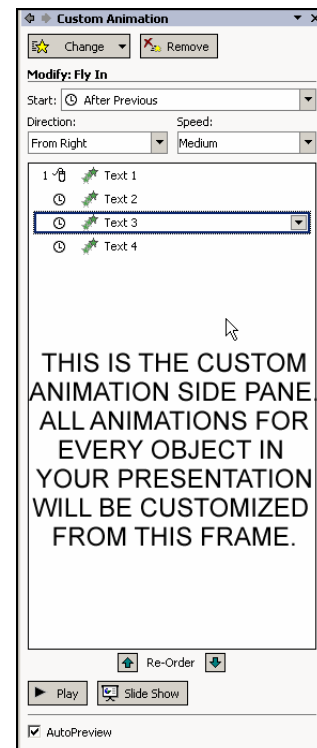 Custom Animation
Change Remove
Modify: Fly In
Start: After Previous
Direction: Speed:
From Right Medium
1 Text 1
Text 2
Text 3
Text 4
THIS IS THE CUSTOM
ANIMATION SIDE PANE.
ALL ANIMATIONS FOR
EVERY OBJECT IN
YOUR PRESENTATION
WILL BE CUSTOMIZED
FROM THIS FRAME.
Re-Order
Play Slide Show
AutoPreview